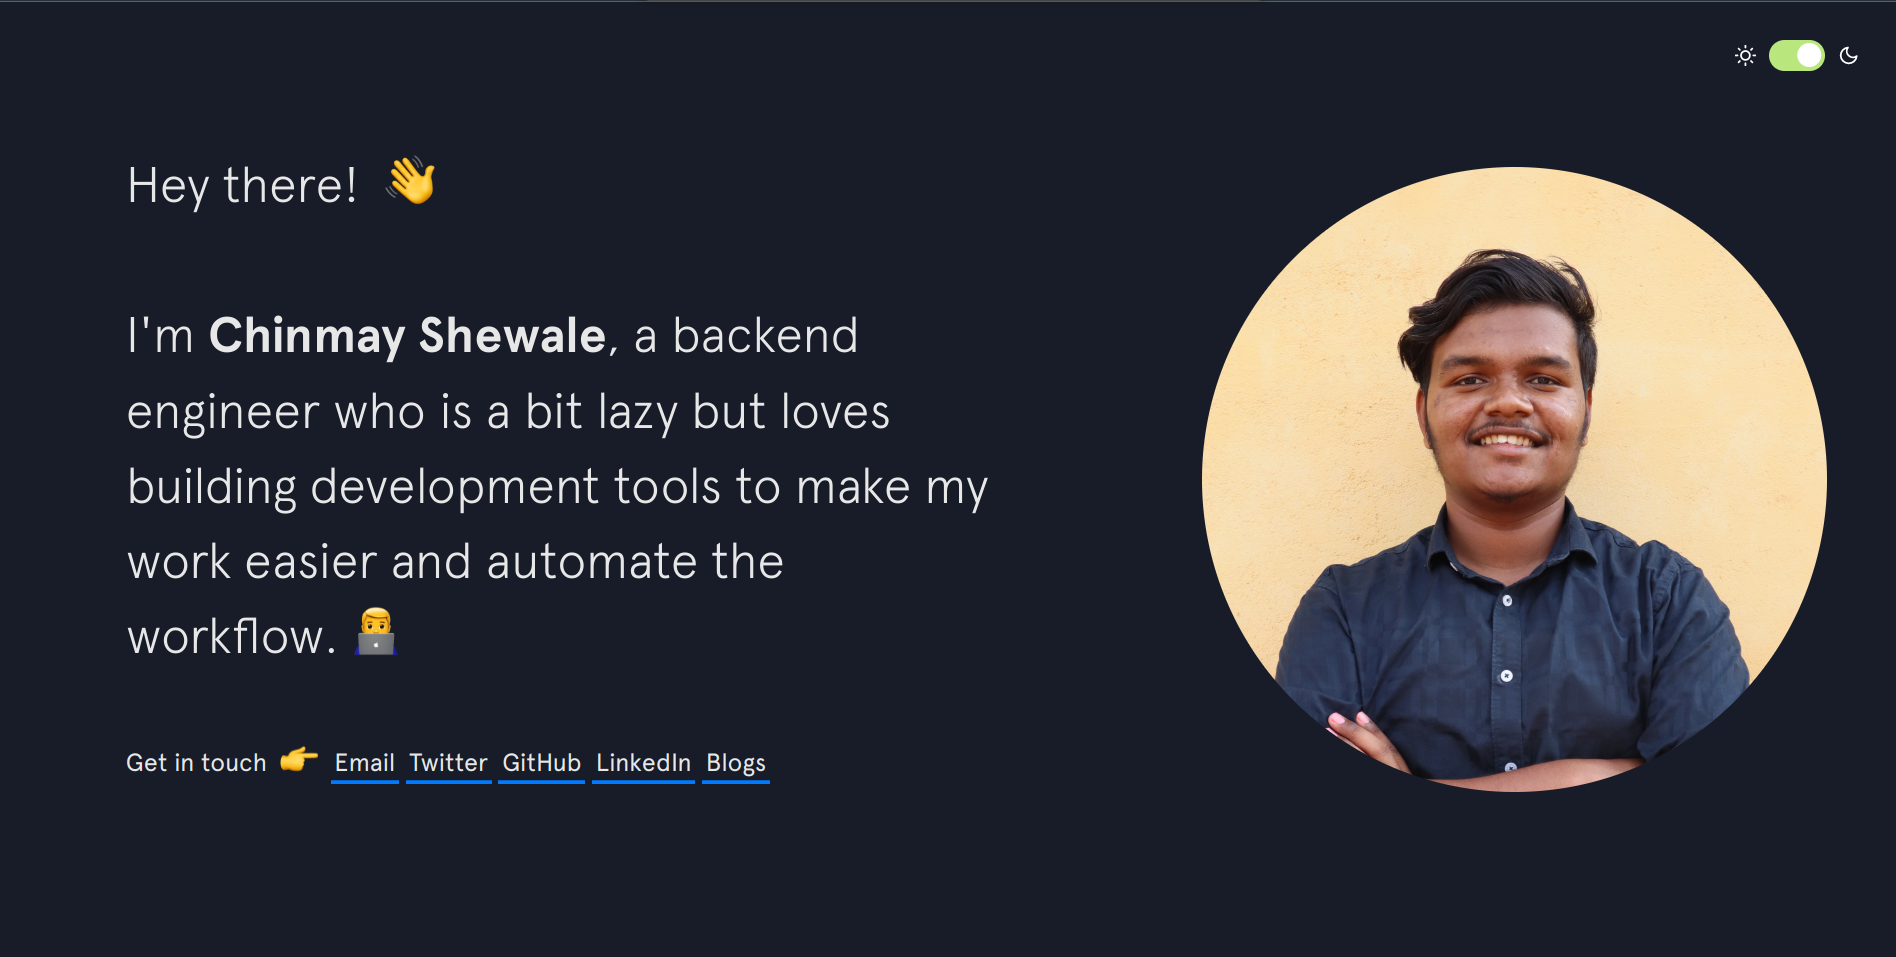 Hey there! 👋
I'm Chinmay Shewale, a backend
engineer who is a bit lazy but loves
building development tools to make my
work easier and automate the
workflow. 👨‍💻
Get in touch 👉 Email Twitter GitHub LinkedIn Blogs